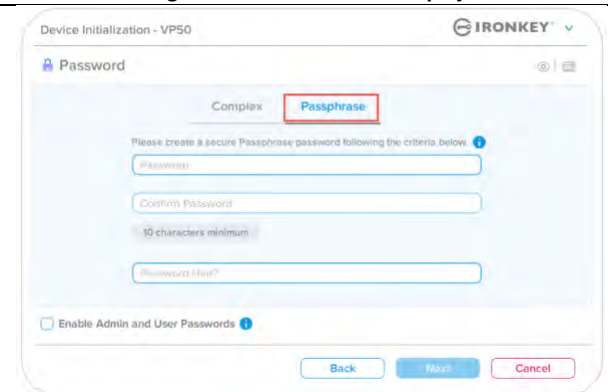 Device Initialization - VP50
IRONKEY
Password
Complex Passphrase
Please create a secure Passphrase password following the criteria below.
Password
Confirm Password
10 characters minimum
Password Hint?
Enable Admin and User Passwords
Back Next Cancel